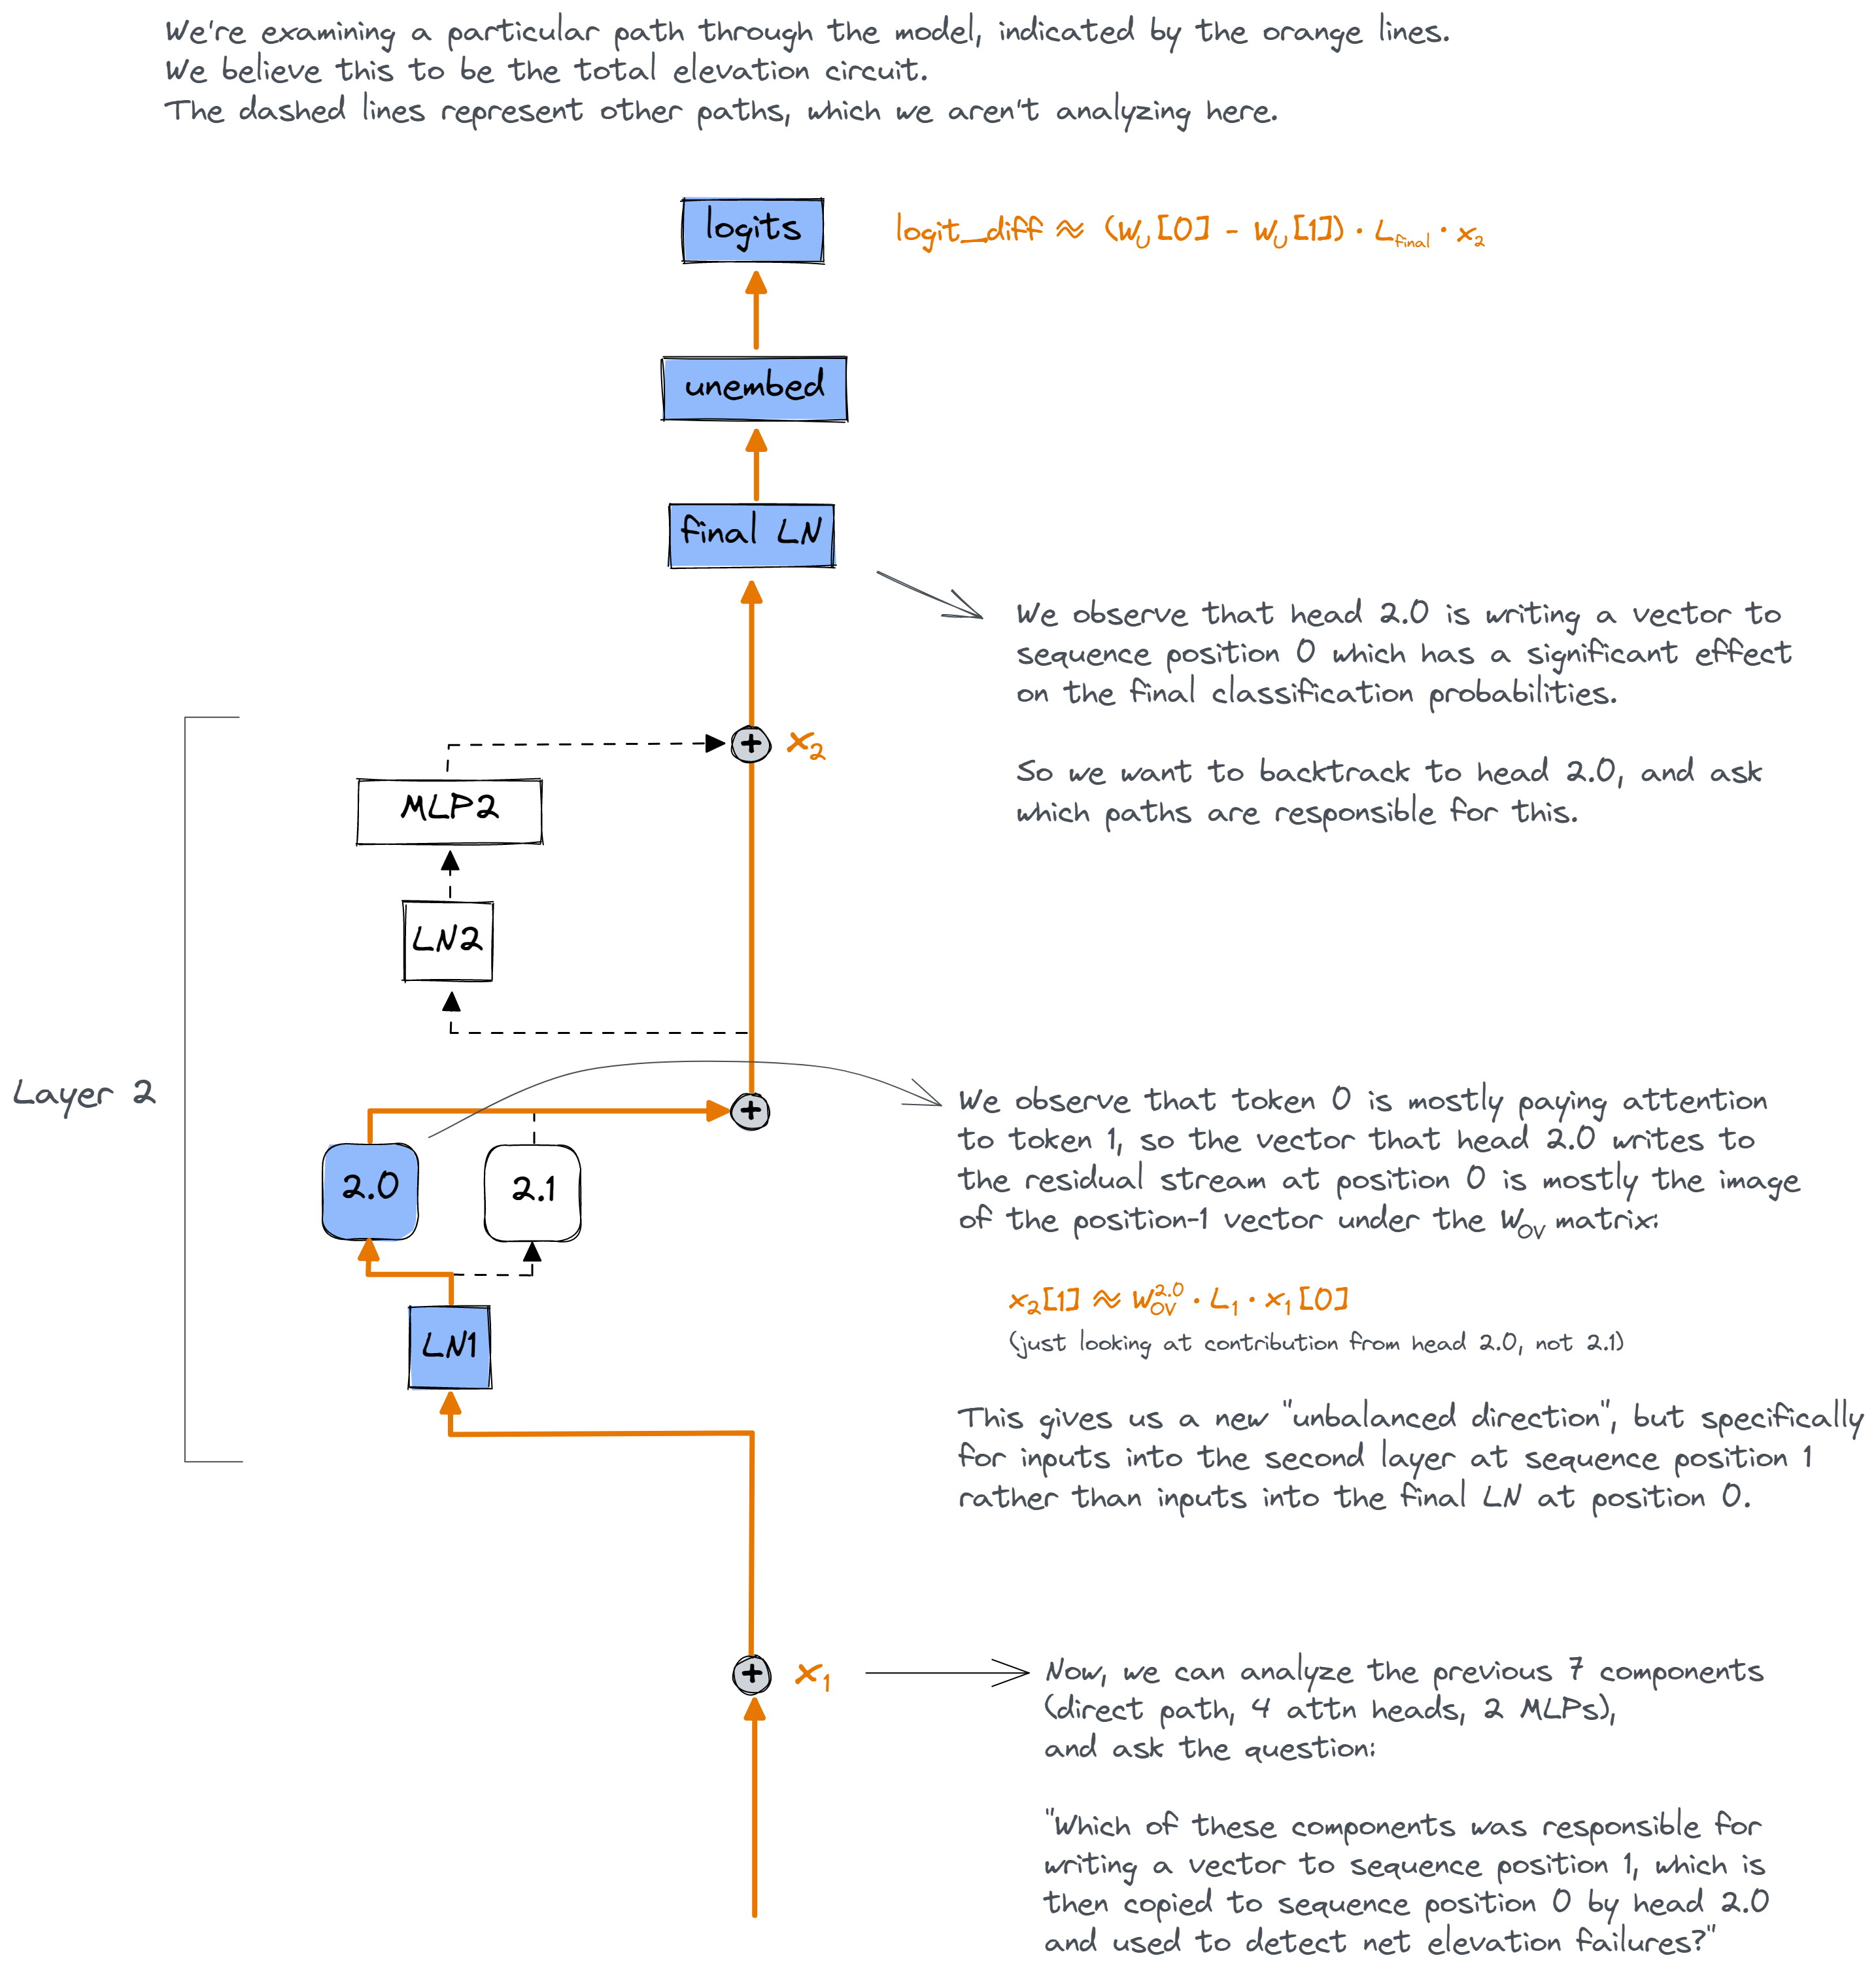 We're examining a particular path through the model, indicated by the orange lines.
We believe this to be the total elevation circuit.
The dashed lines represent other paths, which we aren't analyzing here.
logits
logit_diff ≈ (W_U[0] - W_U[1]) · L_final · x_2
unembed
final LN
We observe that head 2.0 is writing a vector to
sequence position 0 which has a significant effect
on the final classification probabilities.
So we want to backtrack to head 2.0, and ask
which paths are responsible for this.
+
x_2
MLP2
LN2
Layer 2
+
2.0
2.1
We observe that token 0 is mostly paying attention
to token 1, so the vector that head 2.0 writes to
the residual stream at position 0 is mostly the image
of the position-1 vector under the W_OV matrix:
x_2[1] ≈ W_OV^2.0 · L_1 · x_1[0]
(just looking at contribution from head 2.0, not 2.1)
LN1
This gives us a new "unbalanced direction", but specifically
for inputs into the second layer at sequence position 1
rather than inputs into the final LN at position 0.
+
x_1
Now, we can analyze the previous 7 components
(direct path, 4 attn heads, 2 MLPs),
and ask the question:
"Which of these components was responsible for
writing a vector to sequence position 1, which is
then copied to sequence position 0 by head 2.0
and used to detect net elevation failures?"